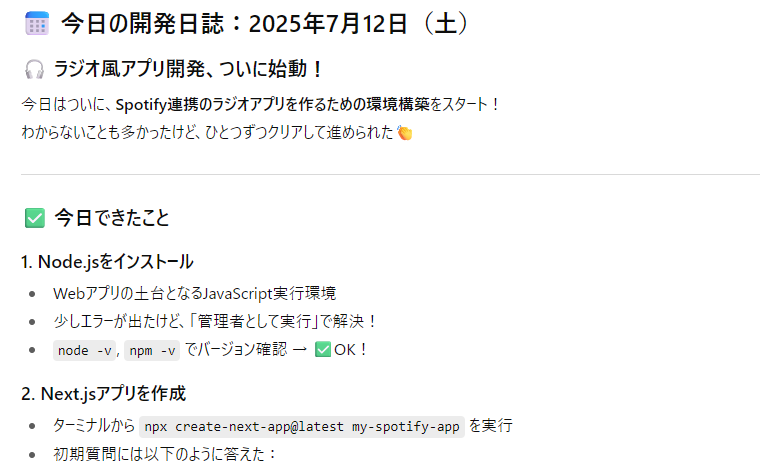 📅 今日の開発日誌：2025年7月12日（土）
🎧 ラジオ風アプリ開発、ついに始動！
今日はついに、Spotify連携のラジオアプリを作るための環境構築をスタート！
わからないことも多かったけど、ひとつずつクリアして進められた👏
✅ 今日できたこと
1. Node.jsをインストール
• Webアプリの土台となるJavaScript実行環境
• 少しエラーが出たけど、「管理者として実行」で解決！
• node -v, npm -v でバージョン確認 → ✅OK！
2. Next.jsアプリを作成
• ターミナルから npx create-next-app@latest my-spotify-app を実行
• 初期質問には以下のように答えた：